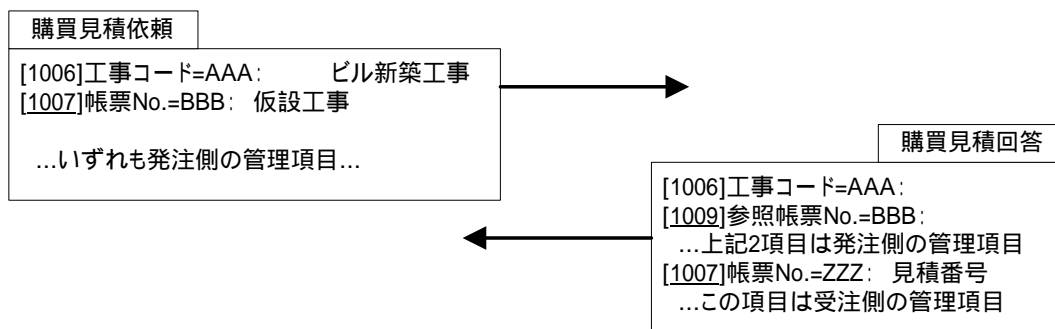 購買見積依頼
[1006]工事コード=AAA: ビル新築工事
[1007]帳票No.=BBB: 仮設工事
…いずれも発注側の管理項目…
購買見積回答
[1006]工事コード=AAA:
[1009]参照帳票No.=BBB:
…上記2項目は発注側の管理項目
[1007]帳票No.=ZZZ: 見積番号
…この項目は受注側の管理項目